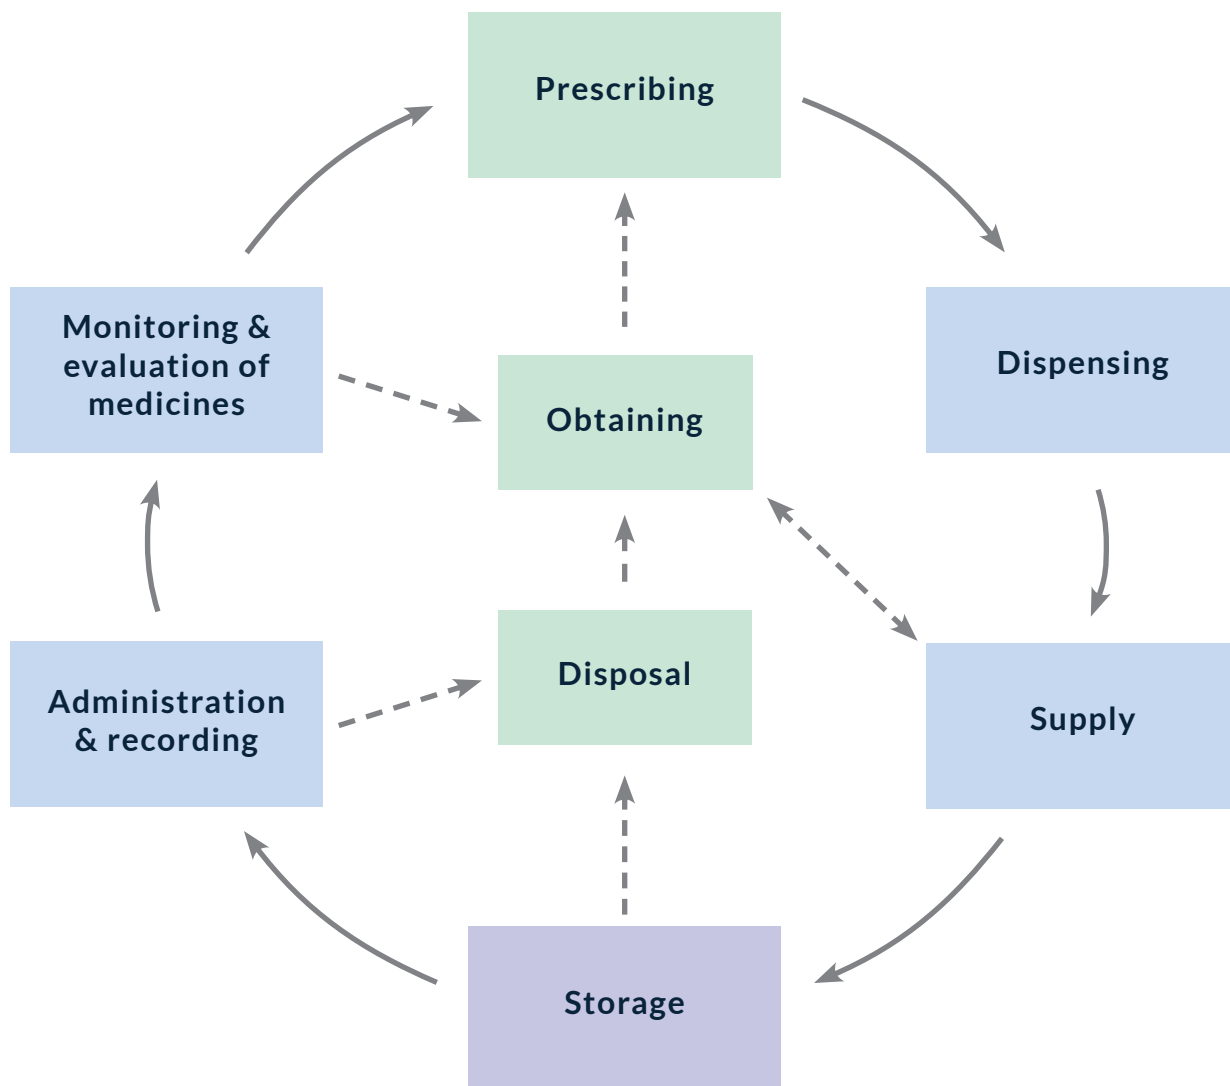 Prescribing
Monitoring &
evaluation of
medicines
Dispensing
Obtaining
Disposal
Administration
& recording
Supply
Storage